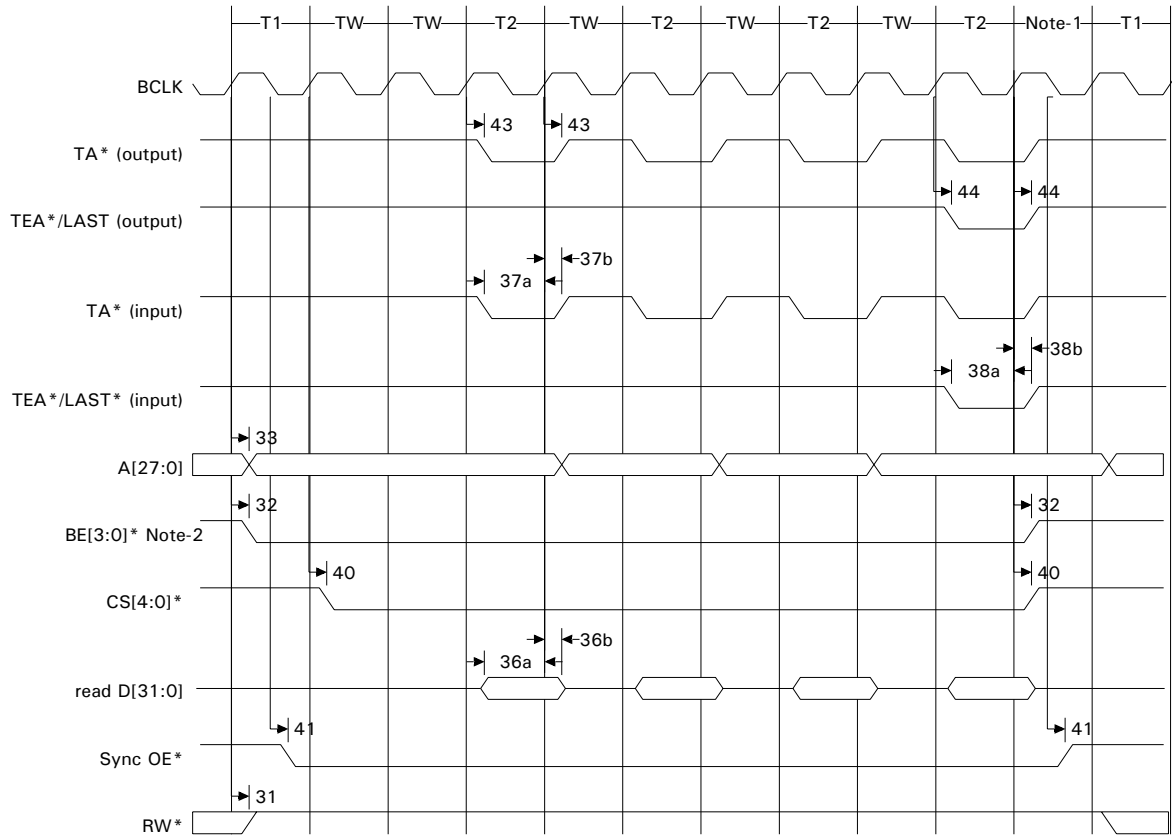 T1 TW TW T2 TW T2 TW T2 TW T2 Note-1 T1
BCLK
43 43
TA* (output)
44 44
TEA*/LAST (output)
37b
37a
TA* (input)
38b
38a
TEA*/LAST* (input)
33
A[27:0]
32 32
BE[3:0]* Note-2
40 40
CS[4:0]*
36b
36a
read D[31:0]
41 41
Sync OE*
31
RW*